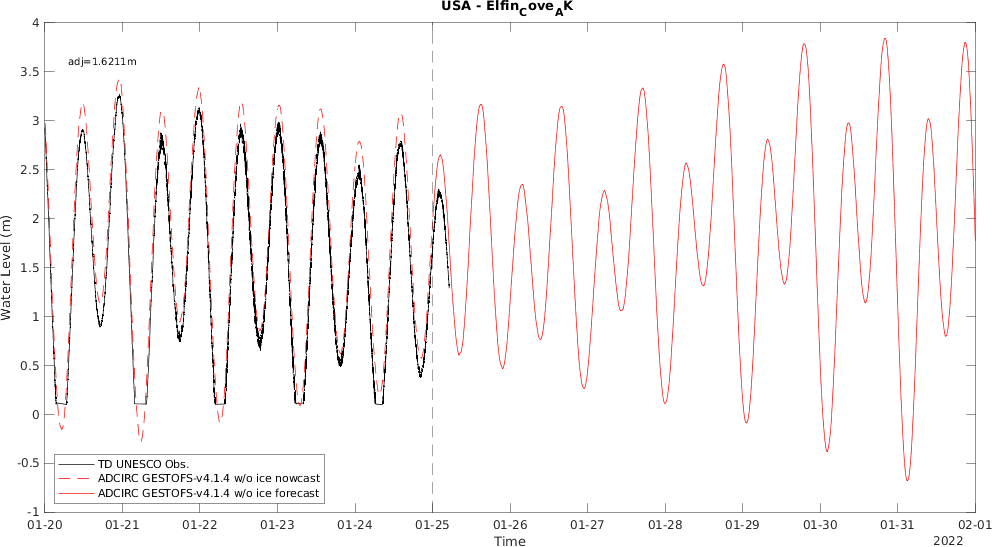 USA - Elfin_Cove_AK
adj=1.6211m
Water Level (m)
4
3.5
3
2.5
2
1.5
1
0.5
0
-0.5
-1
TD UNESCO Obs.
ADCIRC GESTOFS-v4.1.4 w/o ice nowcast
ADCIRC GESTOFS-v4.1.4 w/o ice forecast
01-20 01-21 01-22 01-23 01-24 01-25 01-26 01-27 01-28 01-29 01-30 01-31 02-01
Time
2022